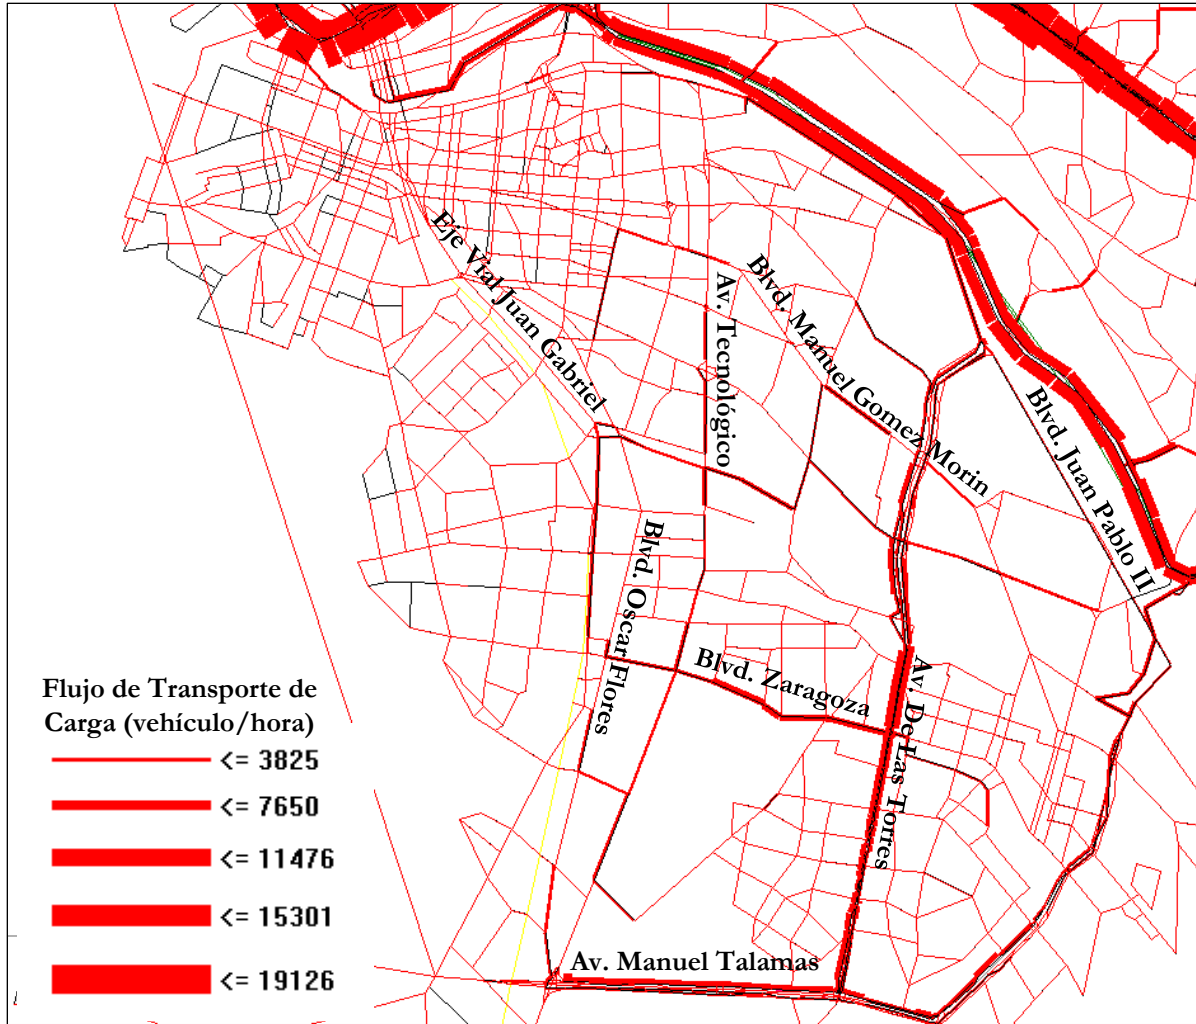 Eje Vial Juan Gabriel
Av. Tecnológico
Blvd. Manuel Gomez Morin
Blvd. Juan Pablo II
Blvd. Oscar Flores
Blvd. Zaragoza
Av. De Las Torres
Av. Manuel Talamas
Flujo de Transporte de
Carga (vehículo/hora)
<= 3825
<= 7650
<= 11476
<= 15301
<= 19126